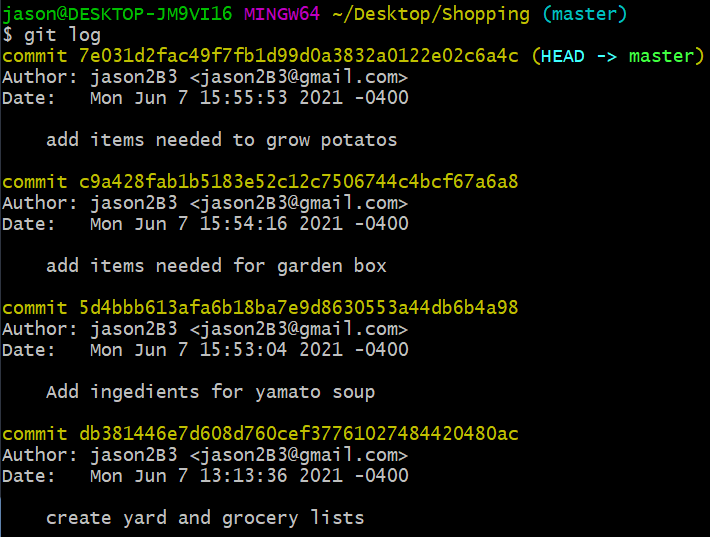 jason@DESKTOP-JM9VI16 MINGW64 ~/Desktop/Shopping (master)
$ git log
commit 7e031d2fac49f7fb1d99d0a3832a0122e02c6a4c (HEAD -> master)
Author: jason2B3 <jason2B3@gmail.com>
Date:   Mon Jun 7 15:55:53 2021 -0400
    add items needed to grow potatos
commit c9a428fab1b5183e52c12c7506744c4bcf67a6a8
Author: jason2B3 <jason2B3@gmail.com>
Date:   Mon Jun 7 15:54:16 2021 -0400
    add items needed for garden box
commit 5d4bbb613afa6b18ba7e9d8630553a44db6b4a98
Author: jason2B3 <jason2B3@gmail.com>
Date:   Mon Jun 7 15:53:04 2021 -0400
    Add ingedients for yamato soup
commit db381446e7d608d760cef37761027484420480ac
Author: jason2B3 <jason2B3@gmail.com>
Date:   Mon Jun 7 13:13:36 2021 -0400
    create yard and grocery lists